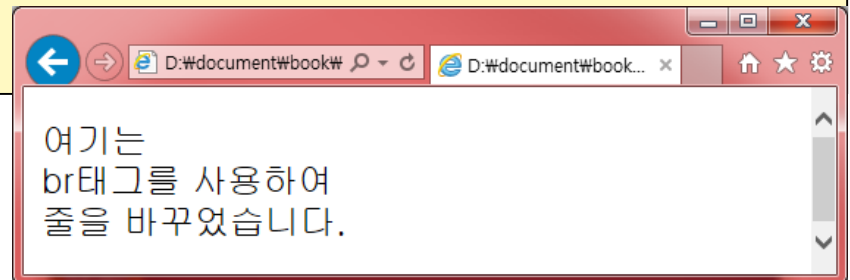 D:₩document₩book₩
D:₩document₩book...
여기는
br태그를 사용하여
줄을 바꾸었습니다.